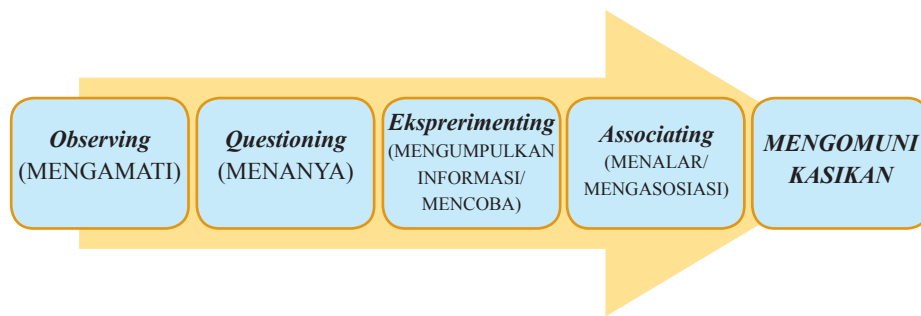 Observing
(MENGAMATI)
Questioning
(MENANYA)
Eksprerimenting
(MENGUMPULKAN
INFORMASI/
MENCOBA)
Associating
(MENALAR/
MENGASOSIASI)
MENGOMUNI
KASIKAN